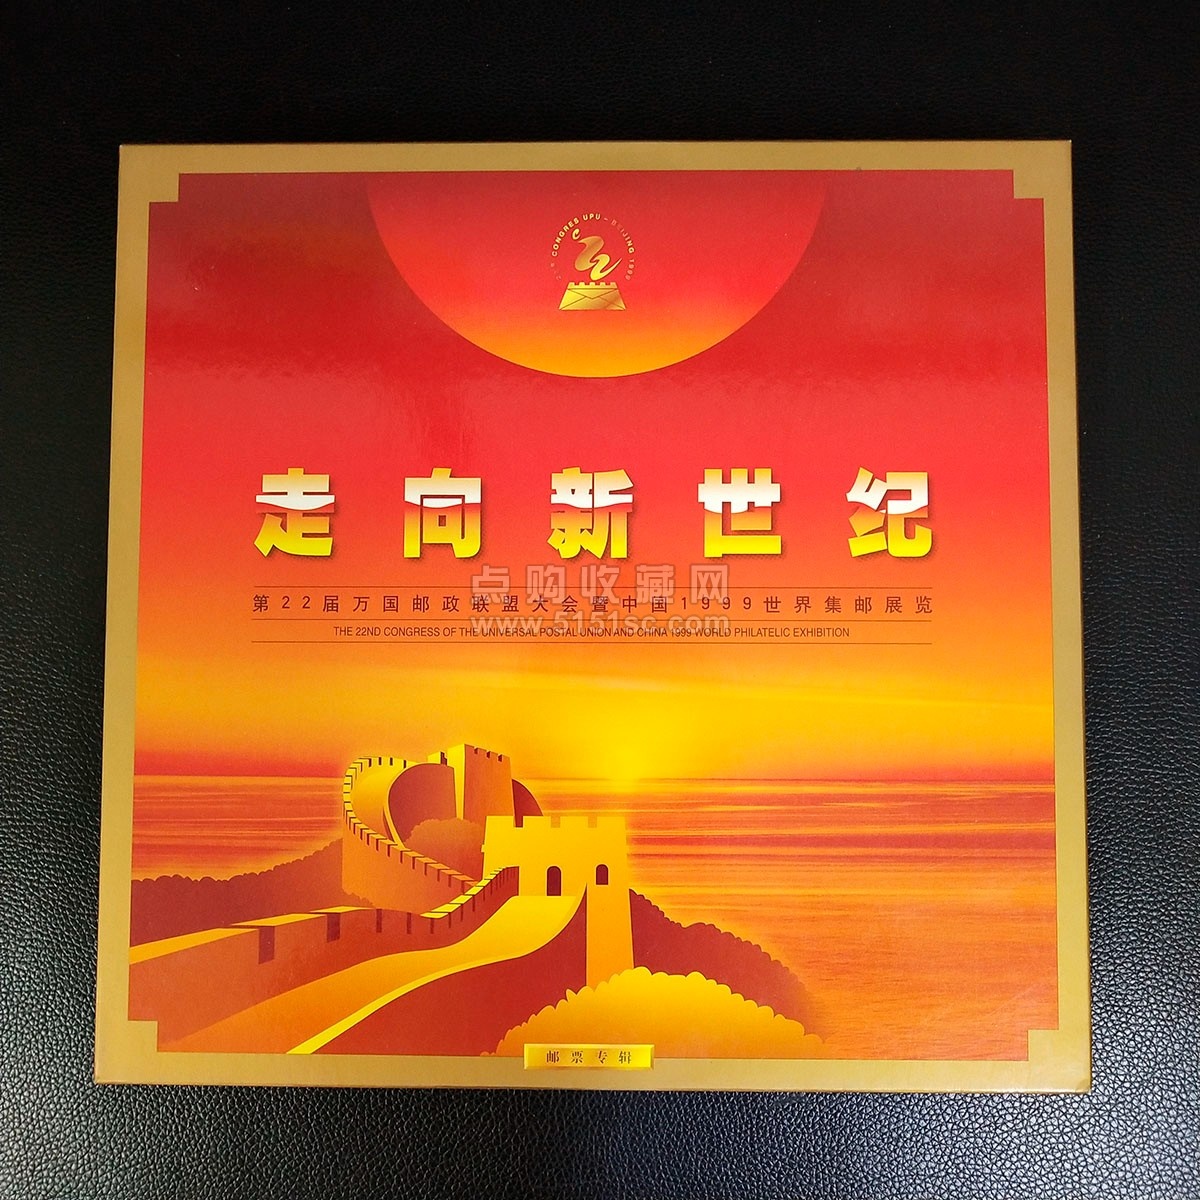 CONGRES UPU - BEIJING 1999
走向新世纪
点购收藏网
第22届万国邮政联盟大会暨中国1999世界集邮展览
www.5151sc.com
THE 22ND CONGRESS OF THE UNIVERSAL POSTAL UNION AND CHINA 1999 WORLD PHILATELIC EXHIBITION
邮票专辑